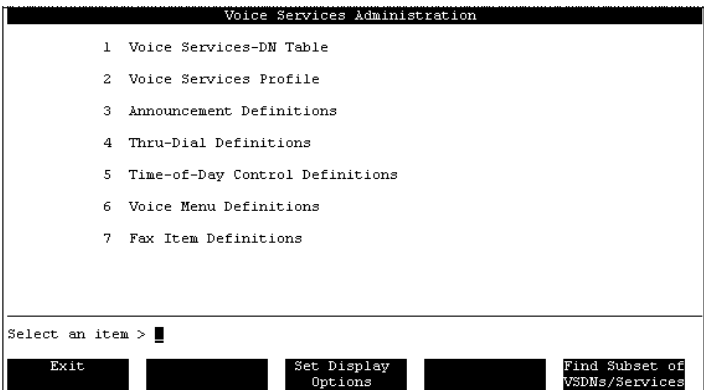 Voice Services Administration
1 Voice Services-DN Table
2 Voice Services Profile
3 Announcement Definitions
4 Thru-Dial Definitions
5 Time-of-Day Control Definitions
6 Voice Menu Definitions
7 Fax Item Definitions
Select an item >
Exit
Set Display
Options
Find Subset of
VSDNs/Services